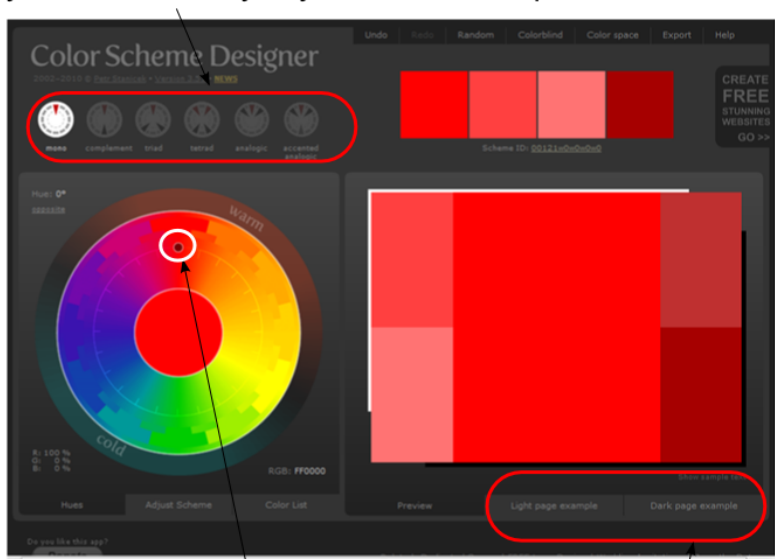 Undo Redo Random Colorblind Color space Export Help
Color Scheme Designer
NEWS
CREATE
FREE
STUNNING
WEBSITES
GO >>
mono complement triad tetrad analogic accented
analogic
Scheme ID: 00121x0x0x0x0
Hue: 0°
opposite
warm
cold
R: 100 %
G: 0 %
B: 0 %
RGB: FF0000
Hues Adjust Scheme Color List
Preview Light page example Dark page example
Do you like this app?